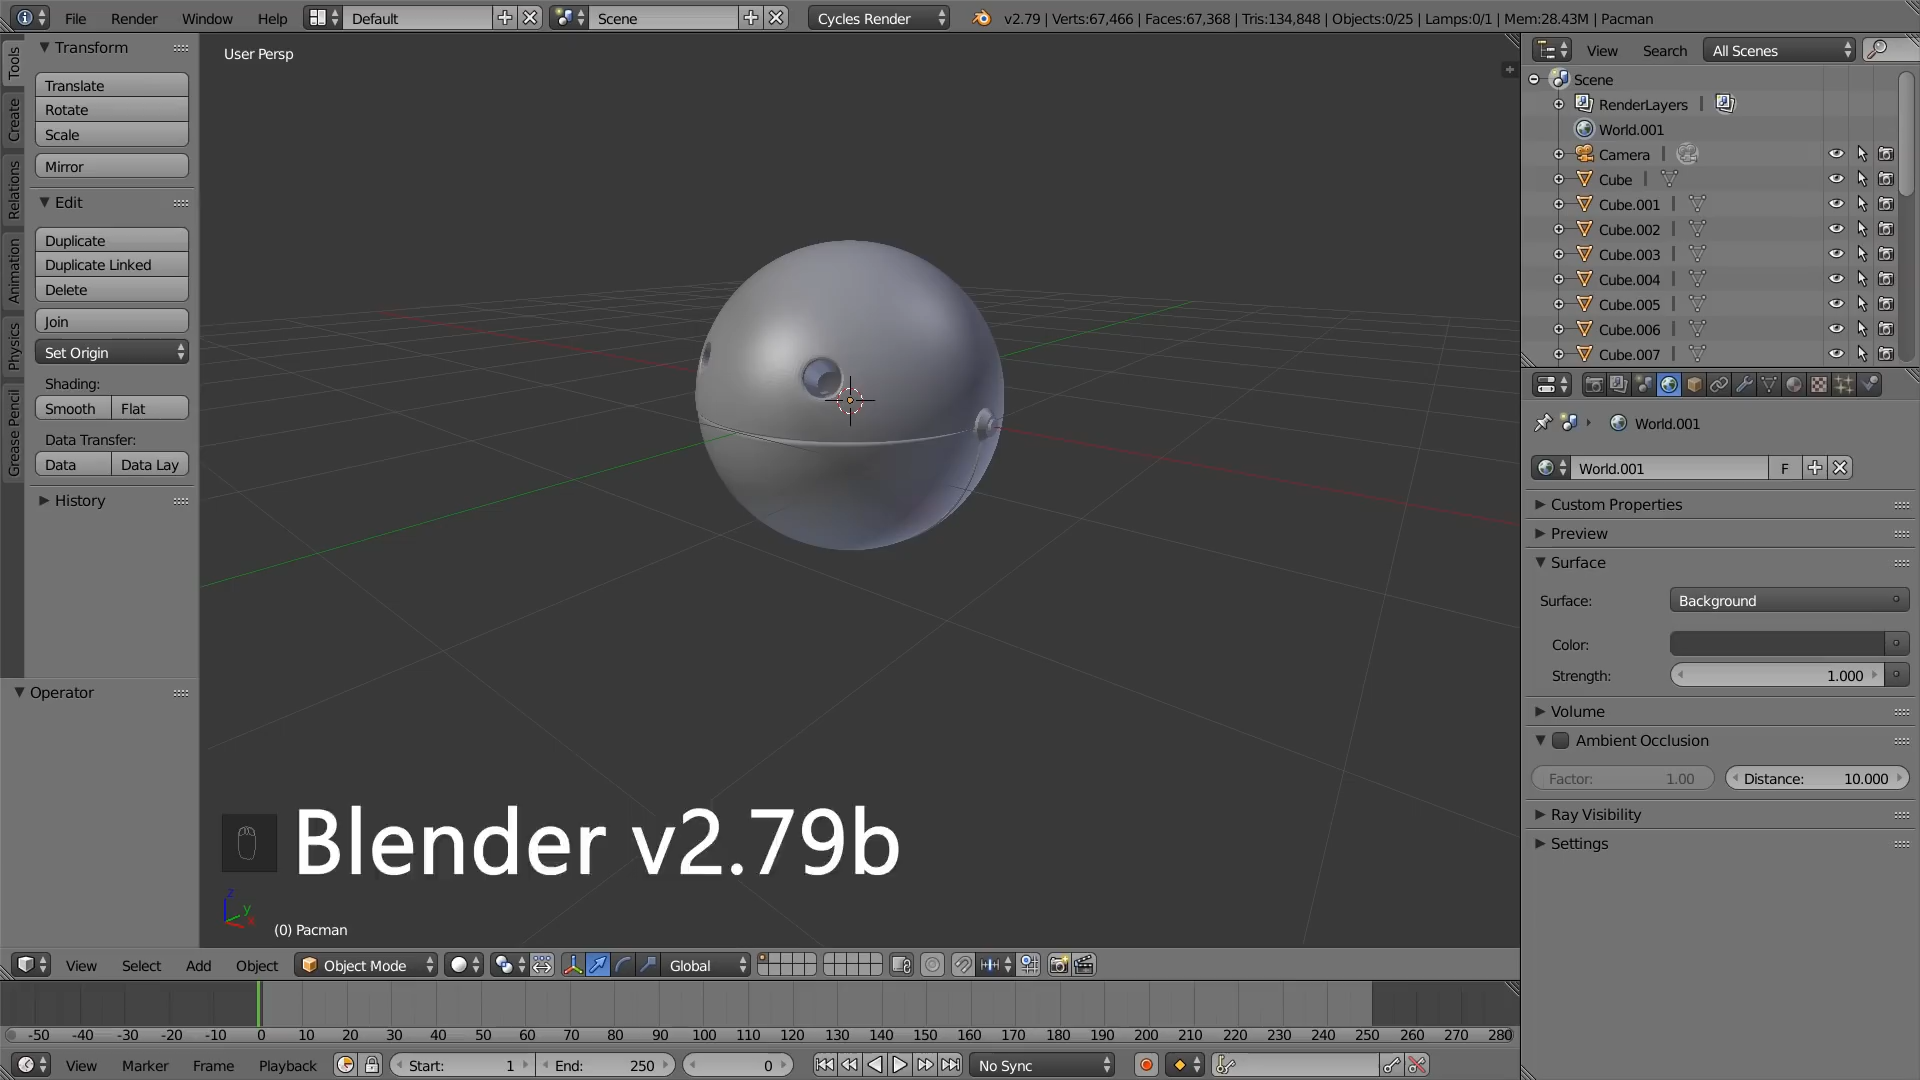 File Render Window Help Default Scene Cycles Render v2.79 | Verts:67,466 | Faces:67,368 | Tris:134,848 | Objects:0/25 | Lamps:0/1 | Mem:28.43M | Pacman
Tools
Create
Relations
Animation
Physics
Grease Pencil
Transform
Translate
Rotate
Scale
Mirror
Edit
Duplicate
Duplicate Linked
Delete
Join
Set Origin
Shading:
Smooth Flat
Data Transfer:
Data Data Lay
History
Operator
User Persp
Blender v2.79b
z
y
x
(0) Pacman
View Search All Scenes
Scene
RenderLayers
World.001
Camera
Cube
Cube.001
Cube.002
Cube.003
Cube.004
Cube.005
Cube.006
Cube.007
World.001
World.001 F
Custom Properties
Preview
Surface
Surface: Background
Color:
Strength: 1.000
Volume
Ambient Occlusion
Factor: 1.00 Distance: 10.000
Ray Visibility
Settings
View Select Add Object Object Mode Global
-50 -40 -30 -20 -10 0 10 20 30 40 50 60 70 80 90 100 110 120 130 140 150 160 170 180 190 200 210 220 230 240 250 260 270 280
View Marker Frame Playback Start: 1 End: 250 0 No Sync